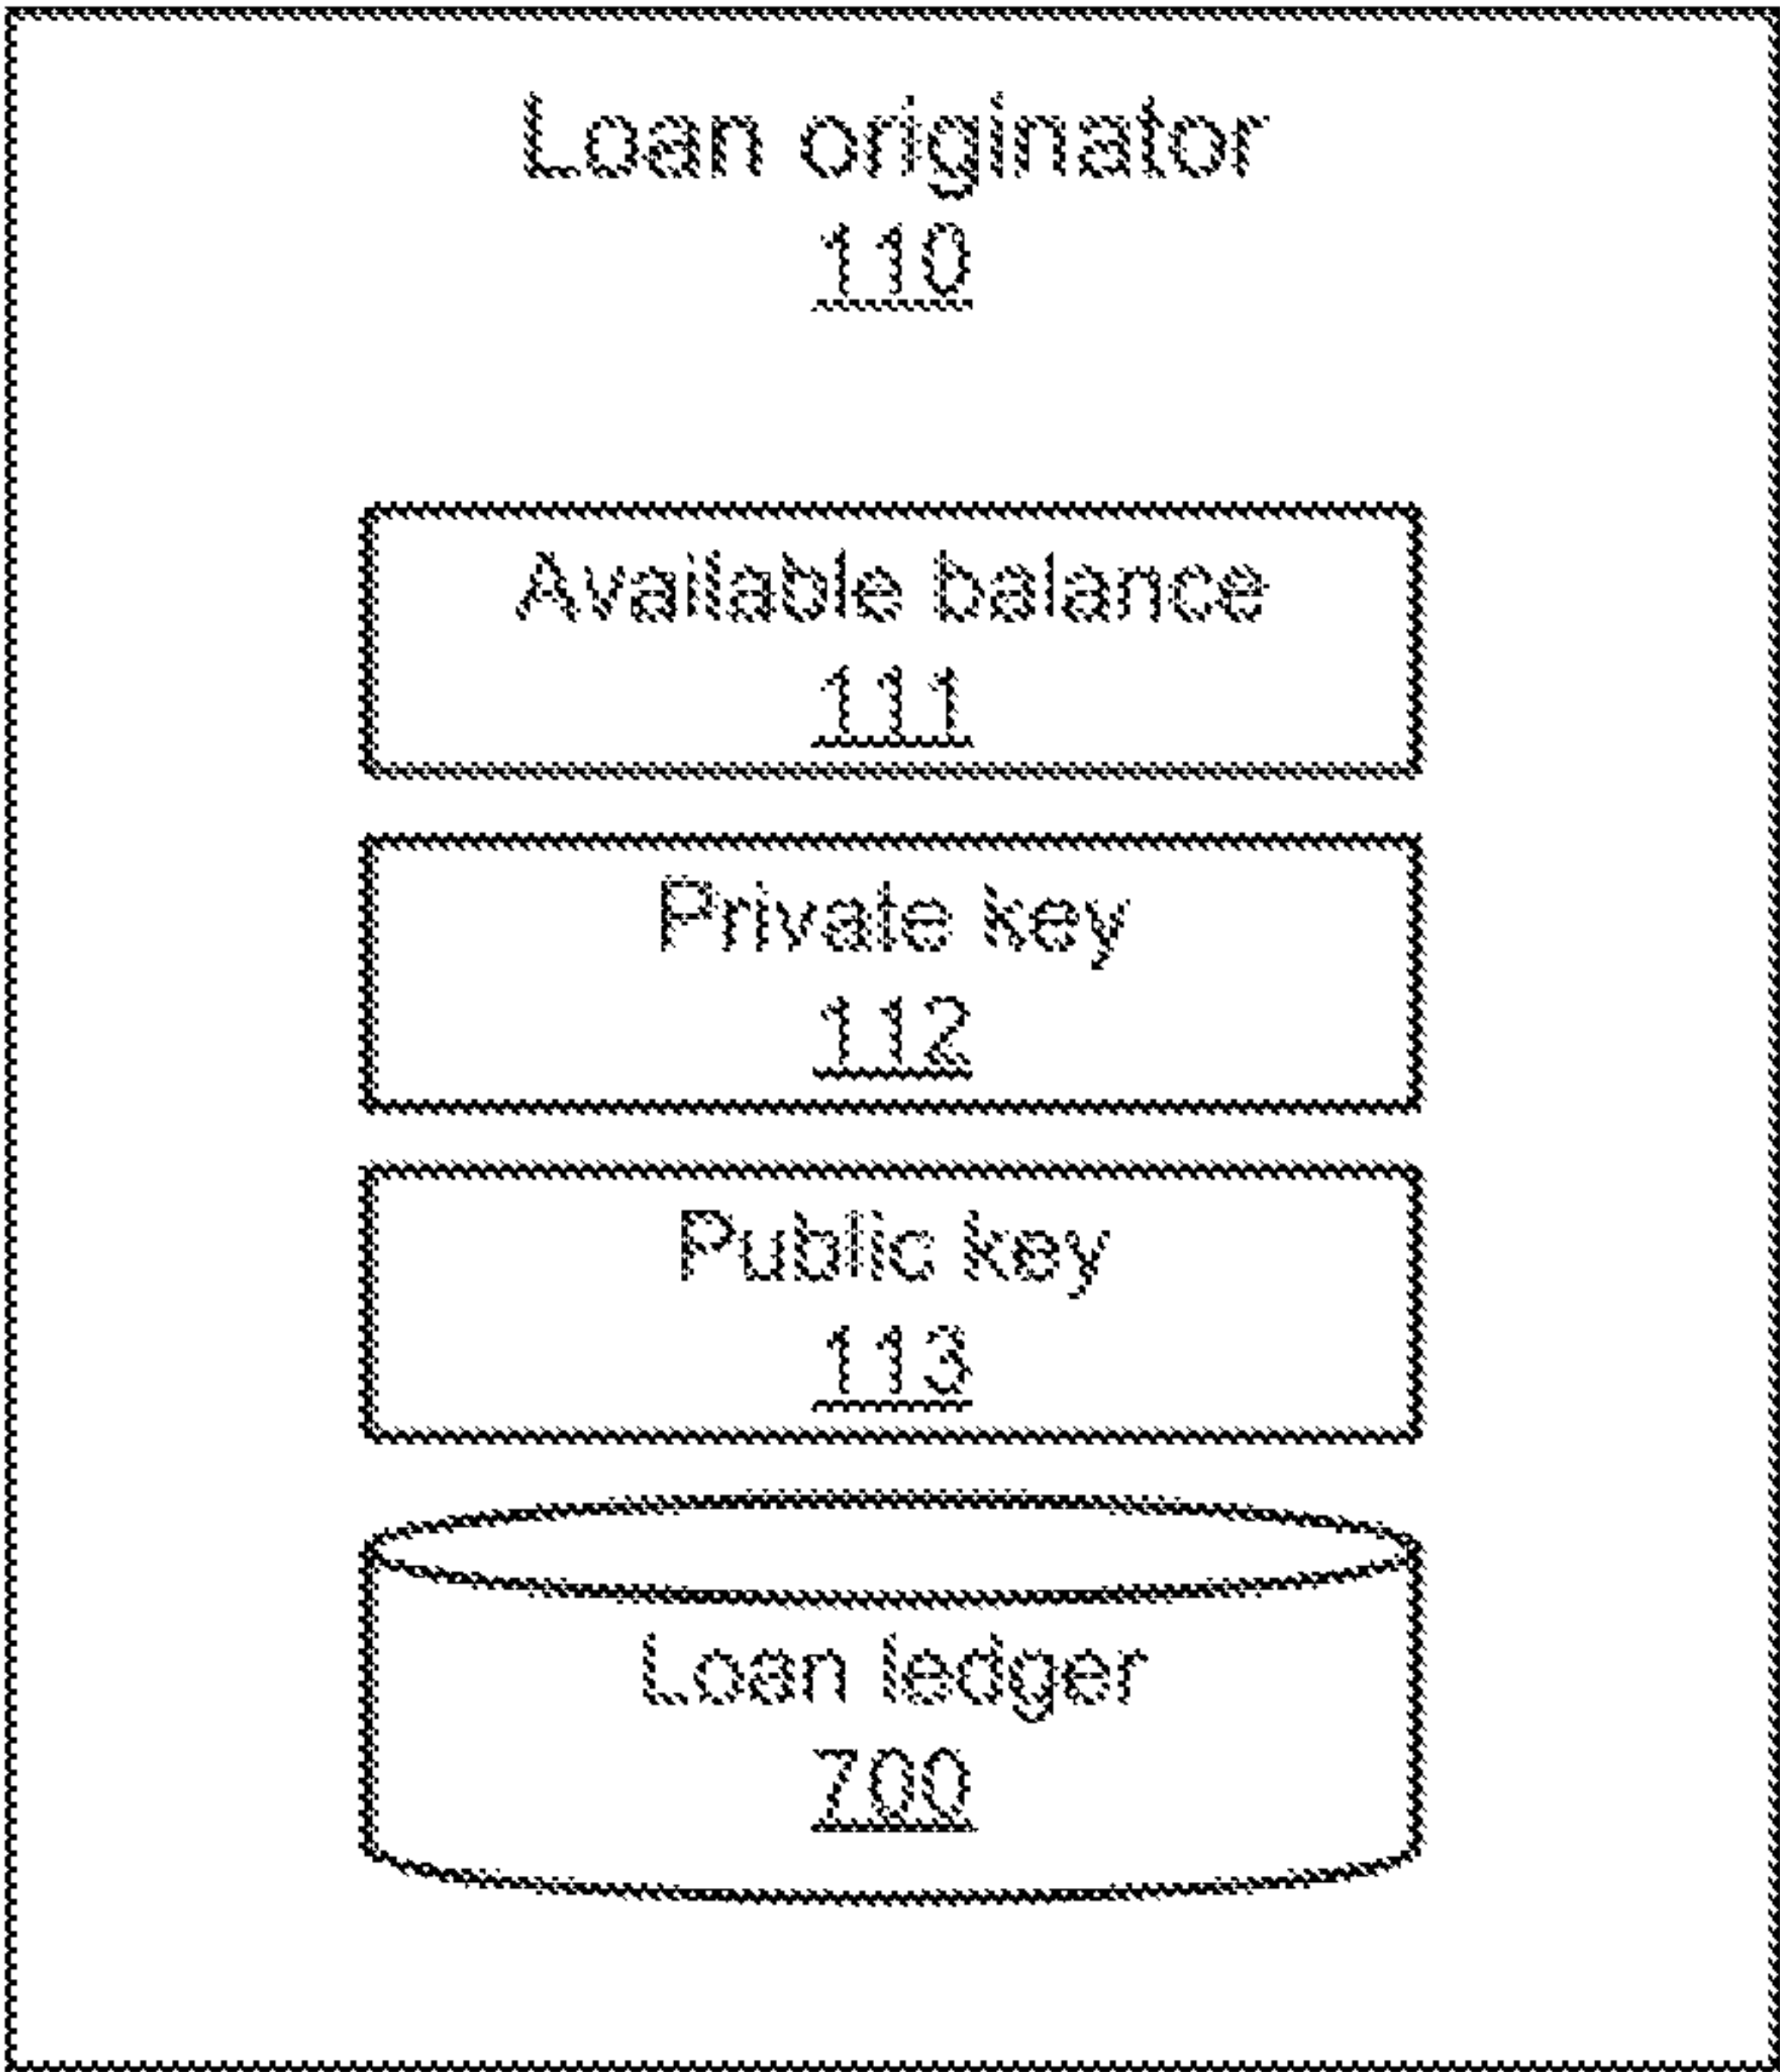 Loan originator
110
Available balance
111
Private key
112
Public key
113
Loan ledger
700